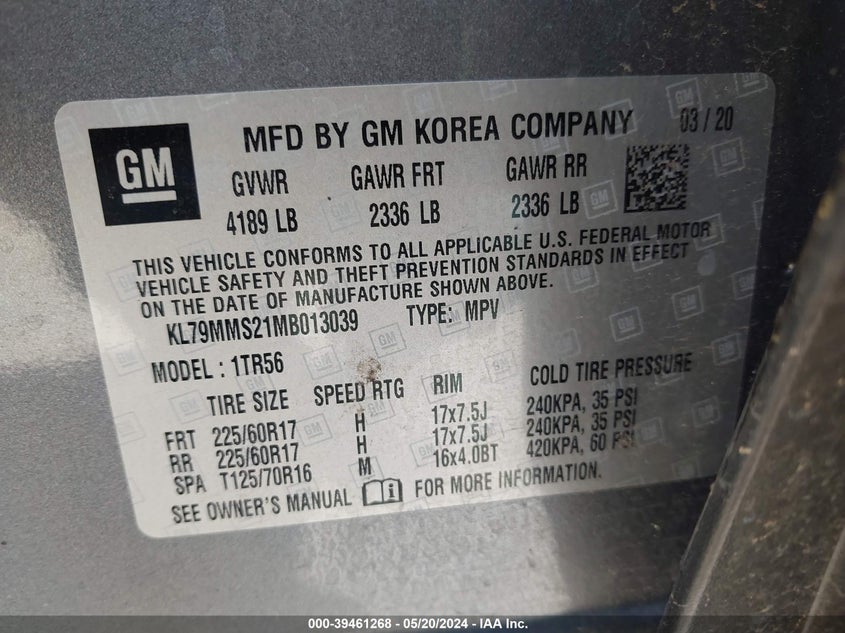 GM
MFD BY GM KOREA COMPANY 03 / 20
GVWR GAWR FRT GAWR RR
4189 LB 2336 LB 2336 LB
THIS VEHICLE CONFORMS TO ALL APPLICABLE U.S. FEDERAL MOTOR
VEHICLE SAFETY AND THEFT PREVENTION STANDARDS IN EFFECT
ON THE DATE OF MANUFACTURE SHOWN ABOVE.
KL79MMS21MB013039 TYPE: MPV
MODEL : 1TR56
TIRE SIZE SPEED RTG RIM COLD TIRE PRESSURE
FRT 225/60R17 H 17x7.5J 240KPA, 35 PSI
RR 225/60R17 H 17x7.5J 240KPA, 35 PSI
SPA T125/70R16 M 16x4.0BT 420KPA, 60 PSI
SEE OWNER'S MANUAL FOR MORE INFORMATION.
000-39461268 - 05/20/2024 - IAA Inc.